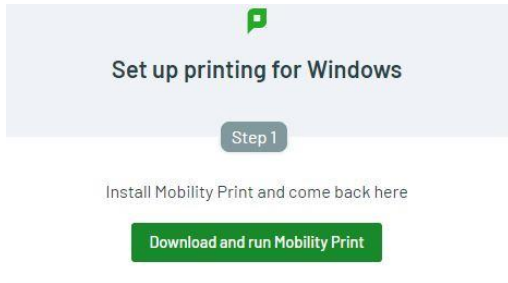 Set up printing for Windows
Step 1
Install Mobility Print and come back here
Download and run Mobility Print